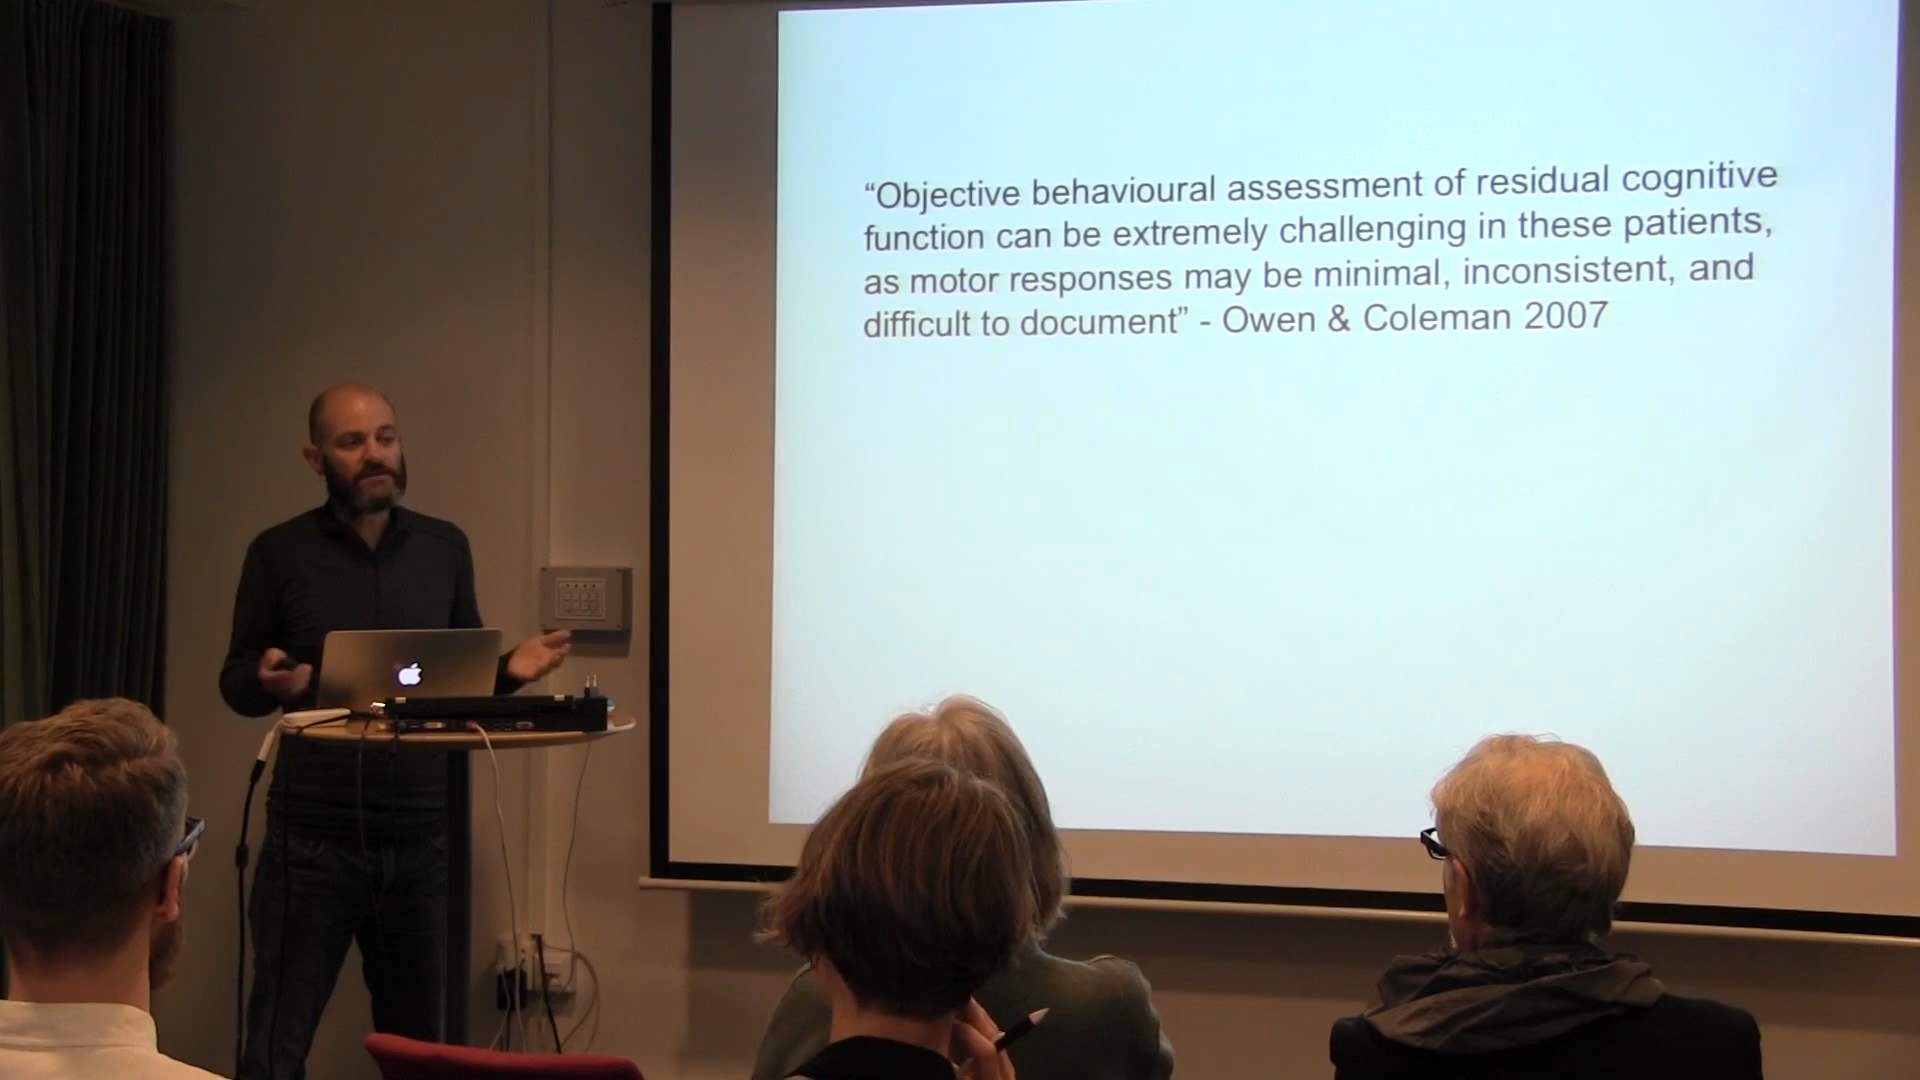 “Objective behavioural assessment of residual cognitive
function can be extremely challenging in these patients,
as motor responses may be minimal, inconsistent, and
difficult to document” - Owen & Coleman 2007